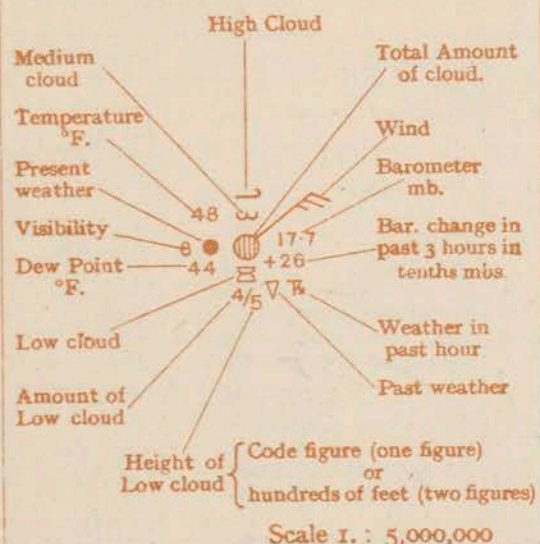 High Cloud
Medium
cloud
Total Amount
of cloud.
Temperature
°F.
Wind
Present
weather
Barometer
mb.
Visibility
Bar. change in
past 3 hours in
tenths mbs
Dew Point
°F.
48
8
17·7
44
+26
4/5
Low cloud
Weather in
past hour
Amount of
Low cloud
Past weather
Height of
Low cloud
Code figure (one figure)
or
hundreds of feet (two figures)
Scale 1. : 5,000,000